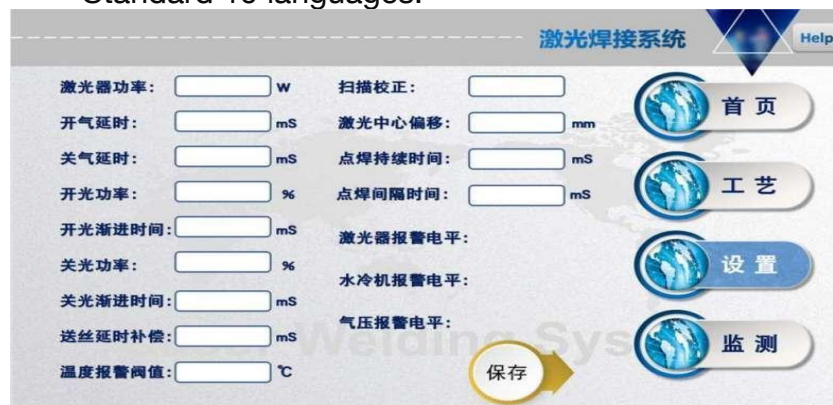 Standard 16 languages.
激光焊接系统
Help
激光器功率: W
开气延时: mS
关气延时: mS
开光功率: %
开光渐进时间: mS
关光功率: %
关光渐进时间: mS
送丝延时补偿: mS
温度报警阀值: ℃
扫描校正:
激光中心偏移: mm
点焊持续时间: mS
点焊间隔时间: mS
激光器报警电平:
水冷机报警电平:
气压报警电平:
Welding Sys
保存
首页
工艺
设置
监测